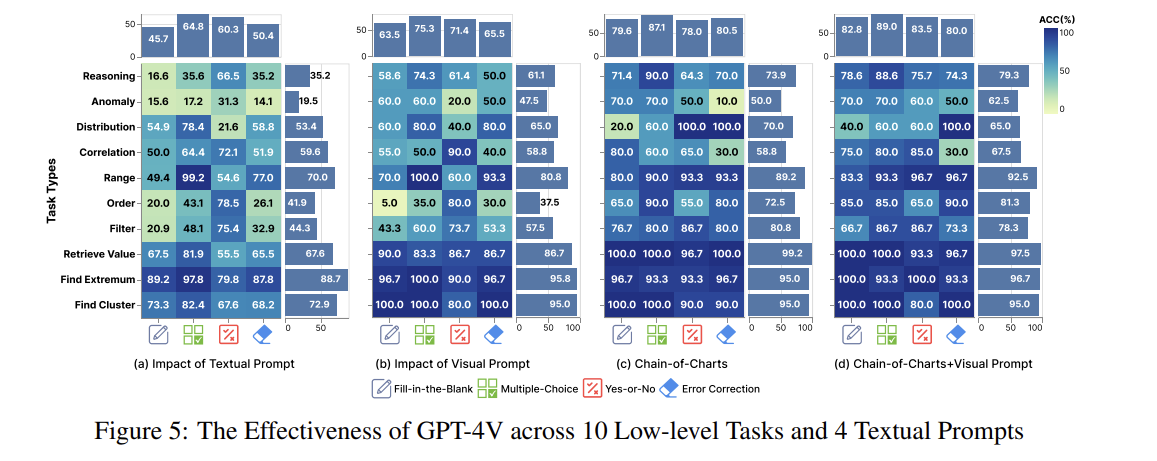 ACC(%)
50 0 45.7 64.8 60.3 50.4
50 0 63.5 75.3 71.4 65.5
50 0 79.6 87.1 78.0 80.5
50 0 82.8 89.0 83.5 80.0
100
50
0
Task Types
Reasoning 16.6 35.6 66.5 35.2 35.2 58.6 74.3 61.4 50.0 61.1 71.4 90.0 64.3 70.0 73.9 78.6 88.6 75.7 74.3 79.3
Anomaly 15.6 17.2 31.3 14.1 19.5 60.0 60.0 20.0 50.0 47.5 70.0 70.0 50.0 10.0 50.0 70.0 70.0 60.0 50.0 62.5
Distribution 54.9 78.4 21.6 58.8 53.4 60.0 80.0 40.0 80.0 65.0 20.0 60.0 100.0 100.0 70.0 40.0 60.0 60.0 100.0 65.0
Correlation 50.0 64.4 72.1 51.9 59.6 55.0 50.0 90.0 40.0 58.8 80.0 60.0 65.0 30.0 58.8 75.0 80.0 85.0 30.0 67.5
Range 49.4 99.2 54.6 77.0 70.0 70.0 100.0 60.0 93.3 80.8 80.0 90.0 93.3 93.3 89.2 83.3 93.3 96.7 96.7 92.5
Order 20.0 43.1 78.5 26.1 41.9 5.0 35.0 80.0 30.0 37.5 65.0 90.0 55.0 80.0 72.5 85.0 85.0 65.0 90.0 81.3
Filter 20.9 48.1 75.4 32.9 44.3 43.3 60.0 73.7 53.3 57.5 76.7 80.0 86.7 80.0 80.8 66.7 86.7 86.7 73.3 78.3
Retrieve Value 67.5 81.9 55.5 65.5 67.6 90.0 83.3 86.7 86.7 86.7 100.0 100.0 96.7 100.0 99.2 100.0 100.0 93.3 96.7 97.5
Find Extremum 89.2 97.8 79.8 87.8 88.7 96.7 100.0 90.0 96.7 95.8 96.7 93.3 93.3 96.7 95.0 100.0 93.3 100.0 93.3 96.7
Find Cluster 73.3 82.4 67.6 68.2 72.9 100.0 100.0 80.0 100.0 95.0 100.0 100.0 90.0 90.0 95.0 100.0 100.0 80.0 100.0 95.0
0 50 0 50 100 0 50 100 0 50 100
(a) Impact of Textual Prompt (b) Impact of Visual Prompt (c) Chain-of-Charts (d) Chain-of-Charts+Visual Prompt
Fill-in-the-Blank Multiple-Choice Yes-or-No Error Correction
Figure 5: The Effectiveness of GPT-4V across 10 Low-level Tasks and 4 Textual Prompts